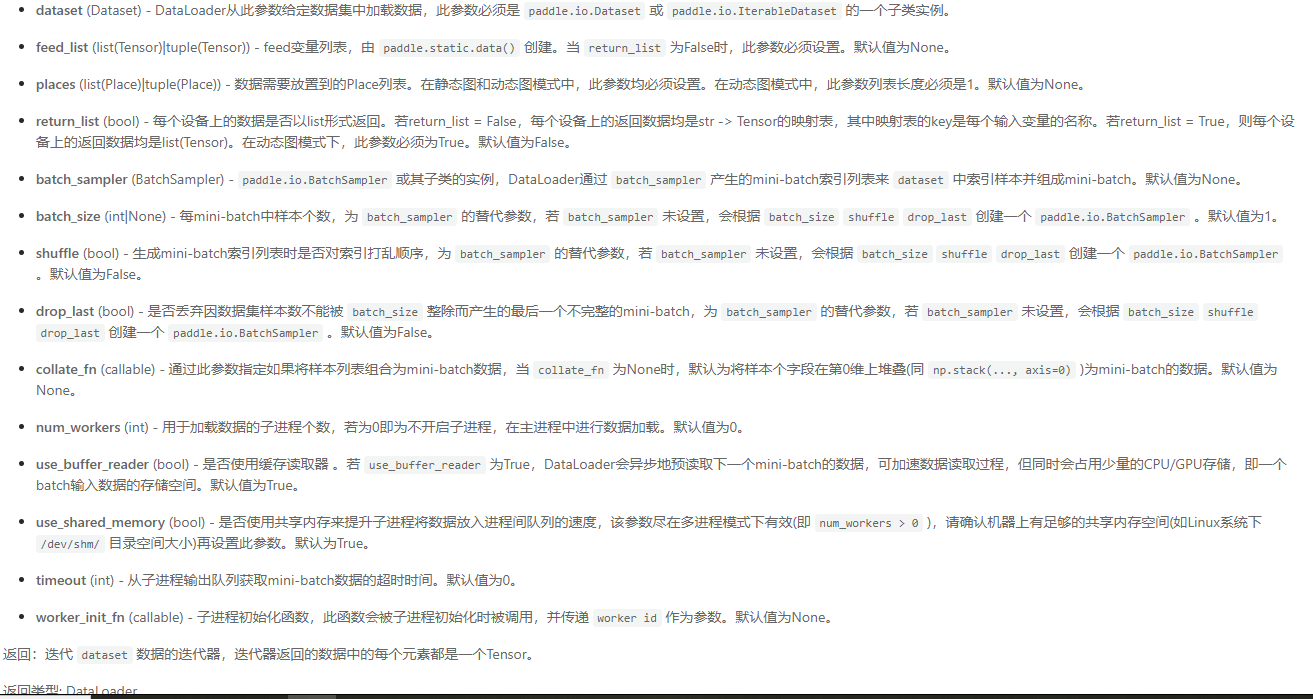 dataset (Dataset) - DataLoader从此参数给定数据集中加载数据，此参数必须是 paddle.io.Dataset 或 paddle.io.IterableDataset 的一个子类实例。
feed_list (list(Tensor)|tuple(Tensor)) - feed变量列表，由 paddle.static.data() 创建。当 return_list 为False时，此参数必须设置。默认值为None。
places (list(Place)|tuple(Place)) - 数据需要放置到的Place列表。在静态图和动态图模式中，此参数均必须设置。在动态图模式中，此参数列表长度必须是1。默认值为None。
return_list (bool) - 每个设备上的数据是否以list形式返回。若return_list = False，每个设备上的返回数据均是str -> Tensor的映射表，其中映射表的key是每个输入变量的名称。若return_list = True，则每个设
备上的返回数据均是list(Tensor)。在动态图模式下，此参数必须为True。默认值为False。
batch_sampler (BatchSampler) - paddle.io.BatchSampler 或其子类的实例，DataLoader通过 batch_sampler 产生的mini-batch索引列表来 dataset 中索引样本并组成mini-batch。默认值为None。
batch_size (int|None) - 每mini-batch中样本个数，为 batch_sampler 的替代参数，若 batch_sampler 未设置，会根据 batch_size shuffle drop_last 创建一个 paddle.io.BatchSampler 。默认值为1。
shuffle (bool) - 生成mini-batch索引列表时是否对索引打乱顺序，为 batch_sampler 的替代参数，若 batch_sampler 未设置，会根据 batch_size shuffle drop_last 创建一个 paddle.io.BatchSampler
。默认值为False。
drop_last (bool) - 是否丢弃因数据集样本数不能被 batch_size 整除而产生的最后一个不完整的mini-batch，为 batch_sampler 的替代参数，若 batch_sampler 未设置，会根据 batch_size shuffle
drop_last 创建一个 paddle.io.BatchSampler 。默认值为False。
collate_fn (callable) - 通过此参数指定如果将样本列表组合为mini-batch数据，当 collate_fn 为None时，默认为将样本个字段在第0维上堆叠(同 np.stack(..., axis=0) )为mini-batch的数据。默认值为
None。
num_workers (int) - 用于加载数据的子进程个数，若为0即为不开启子进程，在主进程中进行数据加载。默认值为0。
use_buffer_reader (bool) - 是否使用缓存读取器 。若 use_buffer_reader 为True，DataLoader会异步地预读取下一个mini-batch的数据，可加速数据读取过程，但同时会占用少量的CPU/GPU存储，即一个
batch输入数据的存储空间。默认值为True。
use_shared_memory (bool) - 是否使用共享内存来提升子进程将数据放入进程间队列的速度，该参数尽在多进程模式下有效(即 num_workers > 0 )，请确认机器上有足够的共享内存空间(如Linux系统下
/dev/shm/ 目录空间大小)再设置此参数。默认为True。
timeout (int) - 从子进程输出队列获取mini-batch数据的超时时间。默认值为0。
worker_init_fn (callable) - 子进程初始化函数，此函数会被子进程初始化时被调用，并传递 worker id 作为参数。默认值为None。
返回：迭代 dataset 数据的迭代器，迭代器返回的数据中的每个元素都是一个Tensor。
返回类型: DataLoader